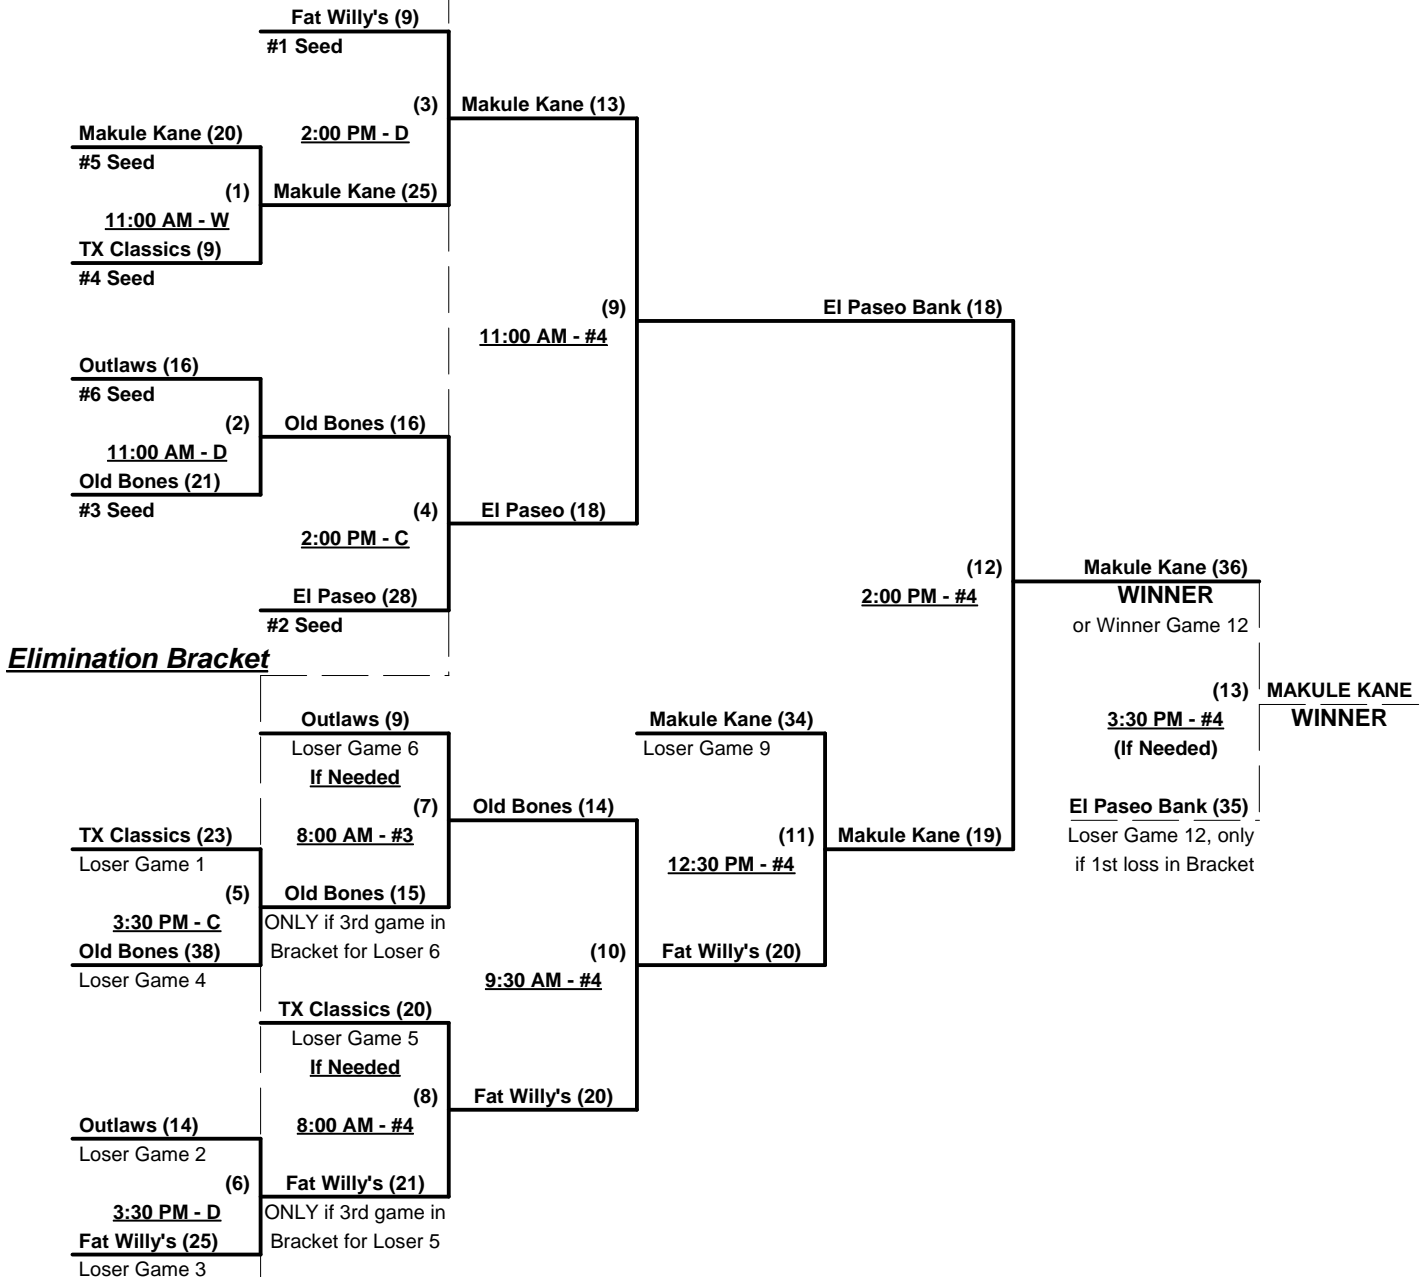 Fat Willy's (9)
#1 Seed
(3)
2:00 PM - D
Makule Kane (13)
Makule Kane (20)
#5 Seed
(1)
11:00 AM - W
Makule Kane (25)
TX Classics (9)
#4 Seed
(9)
11:00 AM - #4
El Paseo Bank (18)
Outlaws (16)
#6 Seed
(2)
11:00 AM - D
Old Bones (16)
Old Bones (21)
#3 Seed
(4)
2:00 PM - C
El Paseo (18)
El Paseo (28)
#2 Seed
(12)
2:00 PM - #4
Makule Kane (36)
WINNER
or Winner Game 12
Elimination Bracket
(13)
3:30 PM - #4
(If Needed)
MAKULE KANE
WINNER
El Paseo Bank (35)
Loser Game 12, only
if 1st loss in Bracket
Outlaws (9)
Loser Game 6
If Needed
(7)
8:00 AM - #3
Old Bones (14)
Makule Kane (34)
Loser Game 9
(11)
12:30 PM - #4
Makule Kane (19)
TX Classics (23)
Loser Game 1
(5)
3:30 PM - C
Old Bones (15)
ONLY if 3rd game in
Bracket for Loser 6
Old Bones (38)
Loser Game 4
(10)
9:30 AM - #4
Fat Willy's (20)
TX Classics (20)
Loser Game 5
If Needed
(8)
8:00 AM - #4
Fat Willy's (20)
Outlaws (14)
Loser Game 2
(6)
3:30 PM - D
Fat Willy's (21)
ONLY if 3rd game in
Bracket for Loser 5
Fat Willy's (25)
Loser Game 3